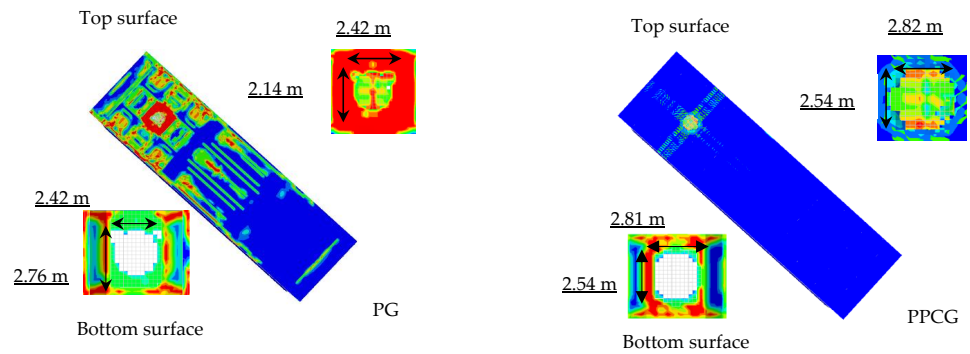 Top surface
2.42 m
2.14 m
2.42 m
2.76 m
PG
Bottom surface
Top surface
2.82 m
2.54 m
2.81 m
2.54 m
PPCG
Bottom surface